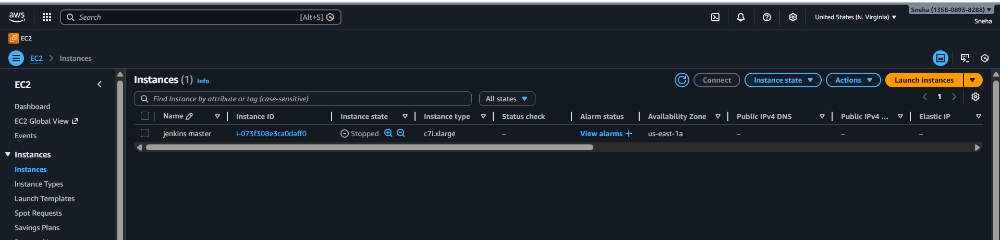 aws
Search [Alt+S]
United States (N. Virginia)
Sneha (1358-0893-8288)
Sneha
EC2
EC2 Instances
EC2
Dashboard
EC2 Global View
Events
Instances
Instances
Instance Types
Launch Templates
Spot Requests
Savings Plans
Instances (1) Info
Connect Instance state Actions Launch instances
Find Instance by attribute or tag (case-sensitive) All states 1
Name Instance ID Instance state Instance type Status check Alarm status Availability Zone Public IPv4 DNS Public IPv4 ... Elastic IP
jenkins master i-073f308e3ca0daff0 Stopped c7i.xlarge – View alarms + us-east-1a – – –